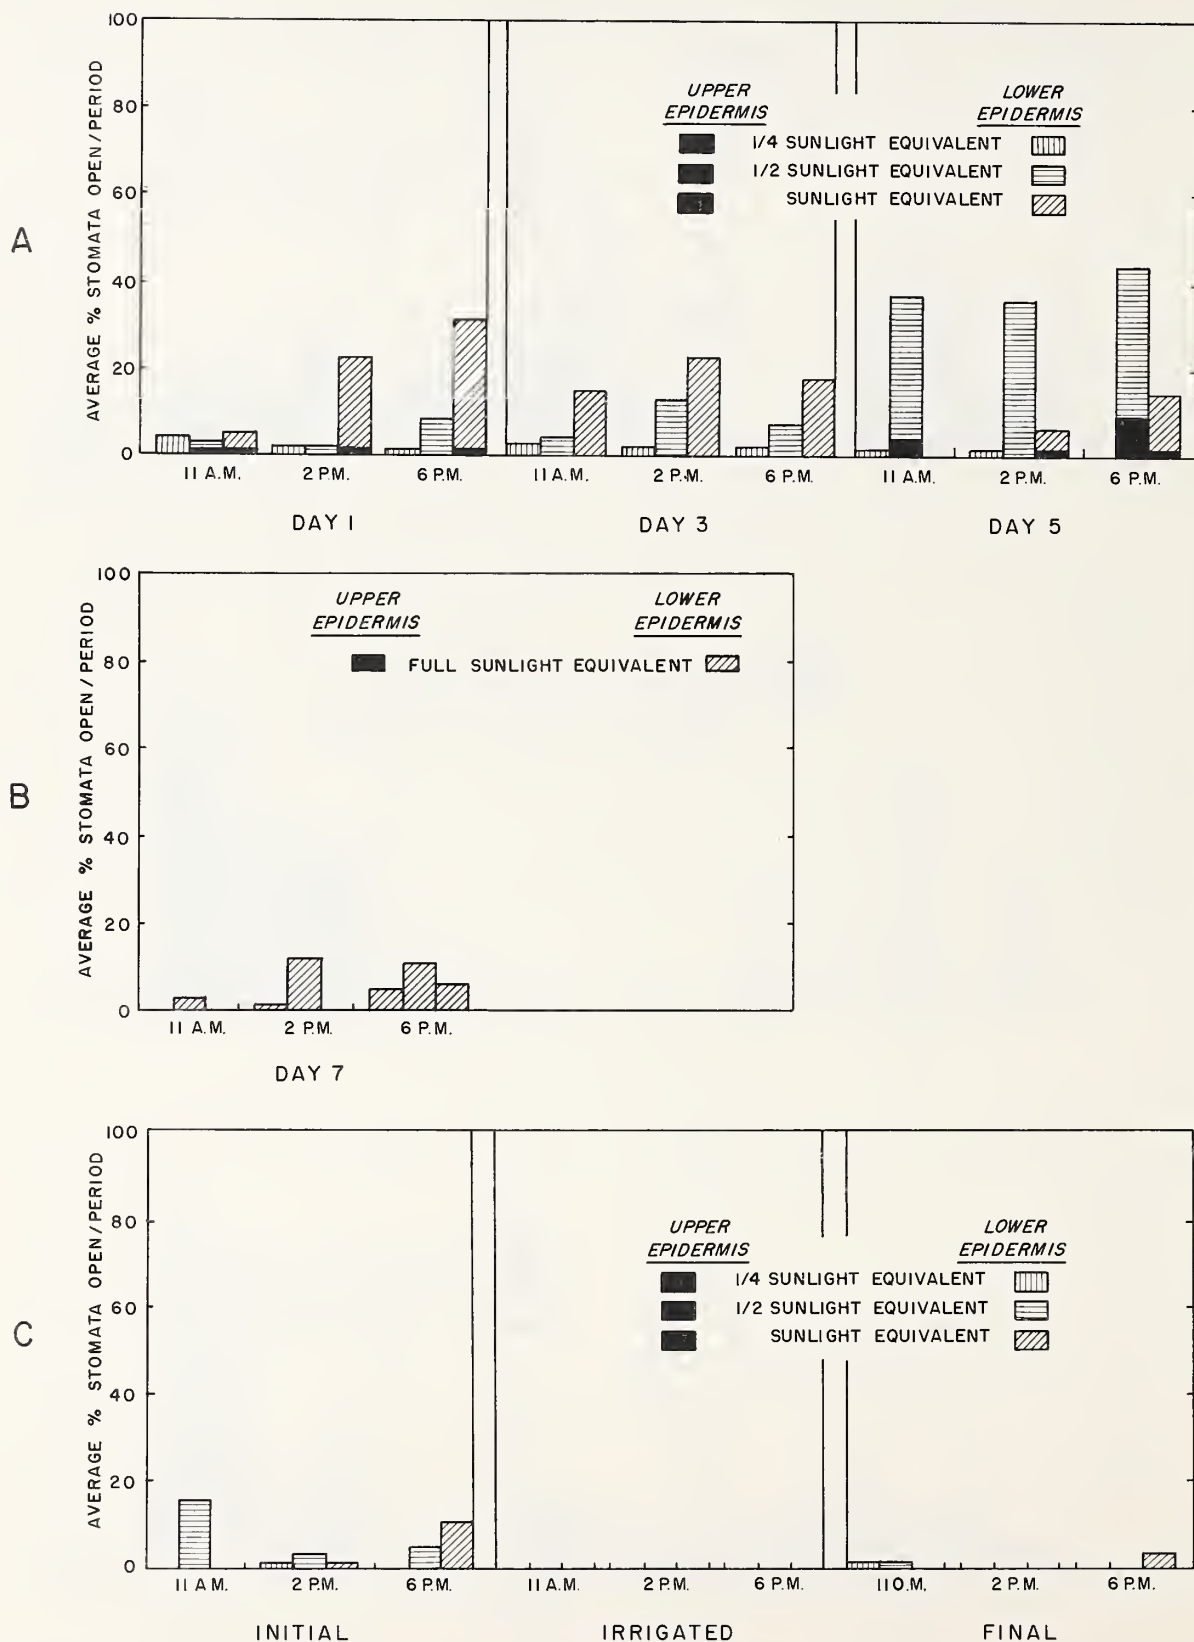 A
AVERAGE % STOMATA OPEN/PERIOD
100
80
60
40
20
0
UPPER EPIDERMIS
LOWER EPIDERMIS
1/4 SUNLIGHT EQUIVALENT
1/2 SUNLIGHT EQUIVALENT
SUNLIGHT EQUIVALENT
11 A.M. 2 P.M. 6 P.M. 11 A.M. 2 P.M. 6 P.M. 11 A.M. 2 P.M. 6 P.M.
DAY 1 DAY 3 DAY 5
B
AVERAGE % STOMATA OPEN/PERIOD
100
80
60
40
20
0
UPPER EPIDERMIS
LOWER EPIDERMIS
FULL SUNLIGHT EQUIVALENT
11 A.M. 2 P.M. 6 P.M.
DAY 7
C
AVERAGE % STOMATA OPEN/PERIOD
100
80
60
40
20
0
UPPER EPIDERMIS
LOWER EPIDERMIS
1/4 SUNLIGHT EQUIVALENT
1/2 SUNLIGHT EQUIVALENT
SUNLIGHT EQUIVALENT
11 A M. 2 P.M. 6 P.M. 11 A.M. 2 P.M. 6 P.M. 11O.M. 2 P.M. 6 P.M.
INITIAL IRRIGATED FINAL